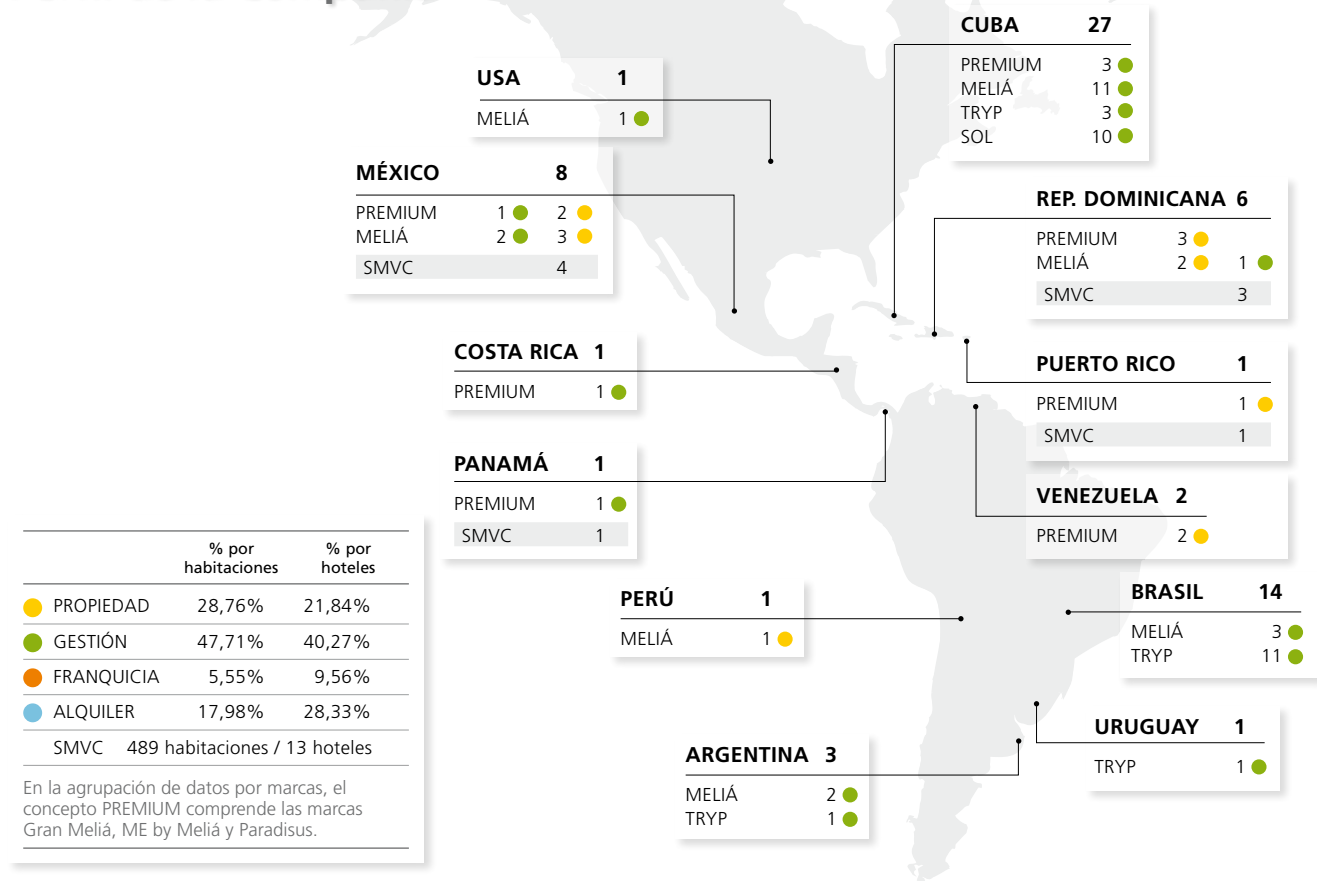 CUBA 27
PREMIUM 3
MELIÁ 11
TRYP 3
SOL 10
USA 1
MELIÁ 1
MÉXICO 8
PREMIUM 1 2
MELIÁ 2 3
SMVC 4
REP. DOMINICANA 6
PREMIUM 3
MELIÁ 2 1
SMVC 3
COSTA RICA 1
PREMIUM 1
PUERTO RICO 1
PREMIUM 1
SMVC 1
PANAMÁ 1
PREMIUM 1
SMVC 1
VENEZUELA 2
PREMIUM 2
PERÚ 1
MELIÁ 1
BRASIL 14
MELIÁ 3
TRYP 11
URUGUAY 1
TRYP 1
ARGENTINA 3
MELIÁ 2
TRYP 1
% por % por
habitaciones hoteles
PROPIEDAD 28,76% 21,84%
GESTIÓN 47,71% 40,27%
FRANQUICIA 5,55% 9,56%
ALQUILER 17,98% 28,33%
SMVC 489 habitaciones / 13 hoteles
En la agrupación de datos por marcas, el
concepto PREMIUM comprende las marcas
Gran Meliá, ME by Meliá y Paradisus.